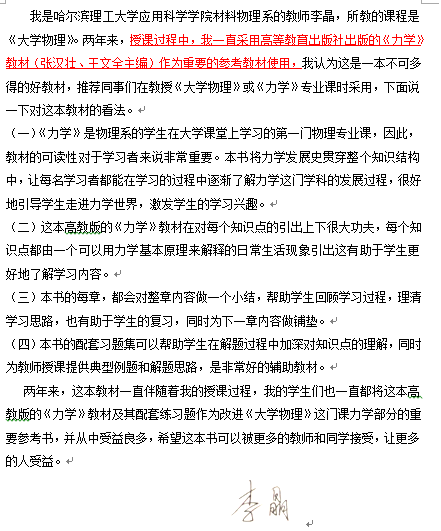 我是哈尔滨理工大学应用科学学院材料物理系的教师李晶，所教的课程是
《大学物理》。两年来，授课过程中，我一直采用高等教育出版社出版的《力学》
教材（张汉壮、王文全主编）作为重要的参考教材使用，我认为这是一本不可多
得的好教材，推荐同事们在教授《大学物理》或《力学》专业课时采用，下面说
一下对这本教材的看法。
（一）《力学》是物理系的学生在大学课堂上学习的第一门物理专业课，因此，
教材的可读性对于学习者来说非常重要。本书将力学发展史贯穿整个知识结构
中，让每名学习者都能在学习的过程中逐渐了解力学这门学科的发展过程，很好
地引导学生走进力学世界，激发学生的学习兴趣。
（二）这本高教版的《力学》教材在对每个知识点的引出上下很大功夫，每个知
识点都由一个可以用力学基本原理来解释的日常生活现象引出这有助于学生更
好地了解学习内容。
（三）本书的每章，都会对整章内容做一个小结，帮助学生回顾学习过程，理清
学习思路，也有助于学生的复习，同时为下一章内容做铺垫。
（四）本书的配套习题集可以帮助学生在解题过程中加深对知识点的理解，同时
为教师授课提供典型例题和解题思路，是非常好的辅助教材。
两年来，这本教材一直伴随着我的授课过程，我的学生们也一直都将这本高
教版的《力学》教材及其配套练习题作为改进《大学物理》这门课力学部分的重
要参考书，并从中受益良多，希望这本书可以被更多的教师和同学接受，让更多
的人受益。
李晶